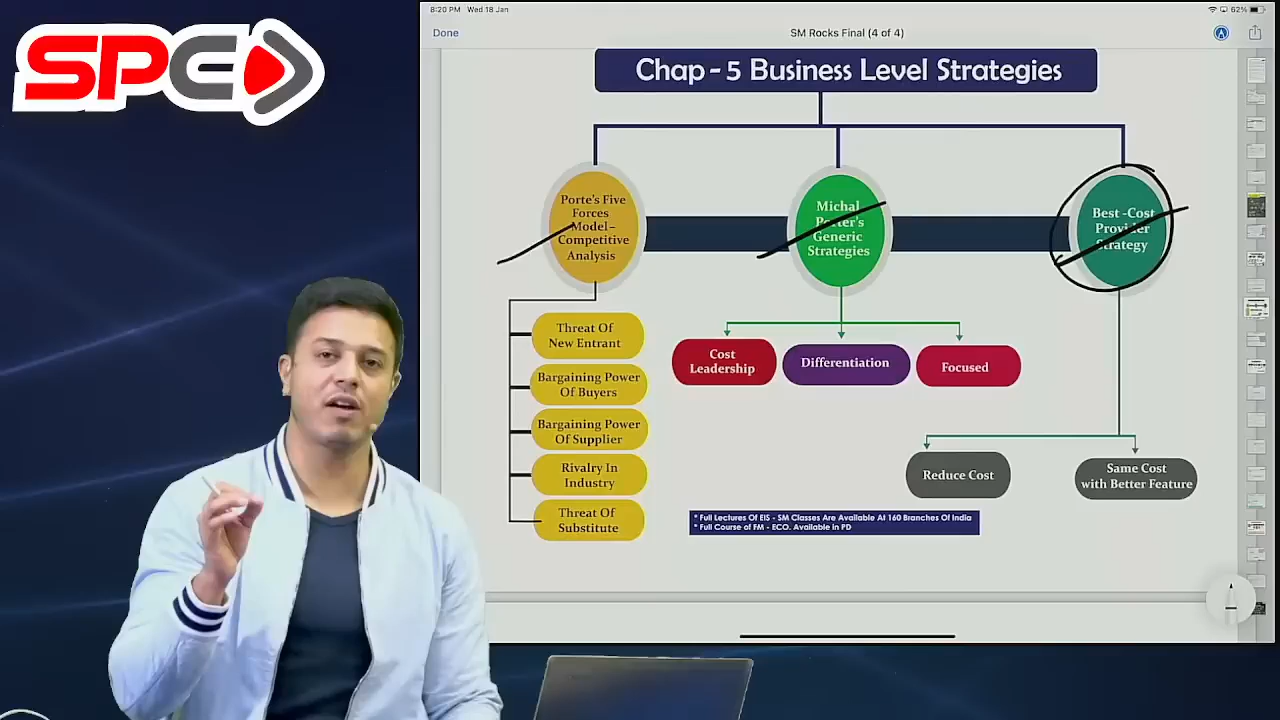 SPC
8:20 PM Wed 18 Jan
62%
Done
SM Rocks Final (4 of 4)
Chap - 5 Business Level Strategies
Porte's Five
Forces
Model –
Competitive
Analysis
Michal
Porter's
Generic
Strategies
Best -Cost
Provider
Strategy
Threat Of
New Entrant
Bargaining Power
Of Buyers
Bargaining Power
Of Supplier
Rivalry In
Industry
Threat Of
Substitute
Cost
Leadership
Differentiation
Focused
Reduce Cost
Same Cost
with Better Feature
* Full Lectures Of EIS - SM Classes Are Available At 160 Branches Of India
* Full Course of FM - ECO. Available in PD